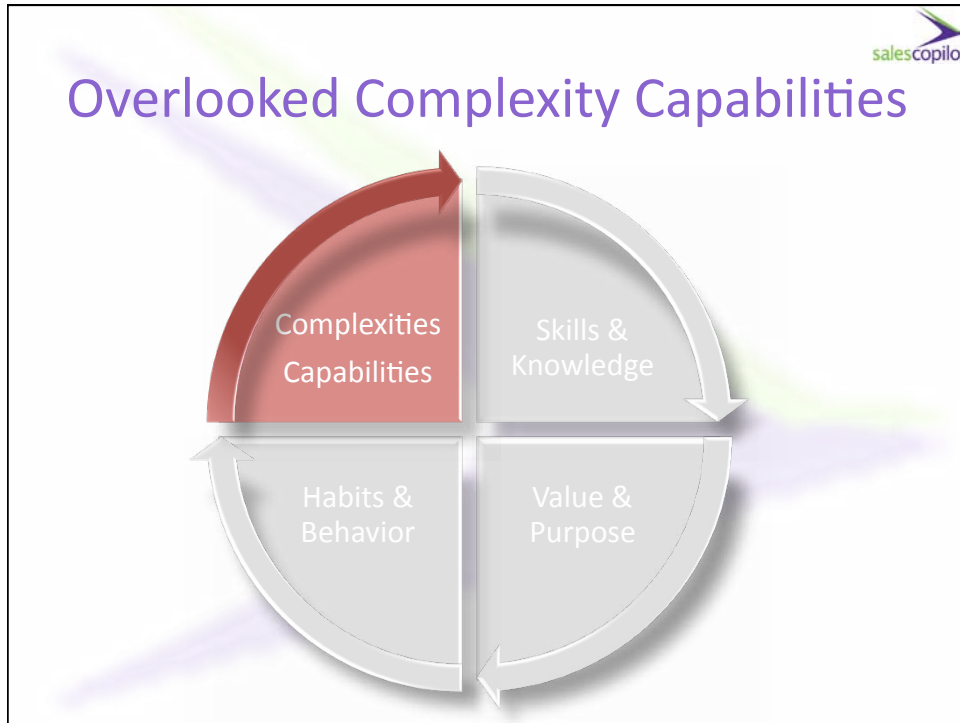 salescopilo
Overlooked Complexity Capabilities
Complexities
Capabilities
Skills &
Knowledge
Habits &
Behavior
Value &
Purpose